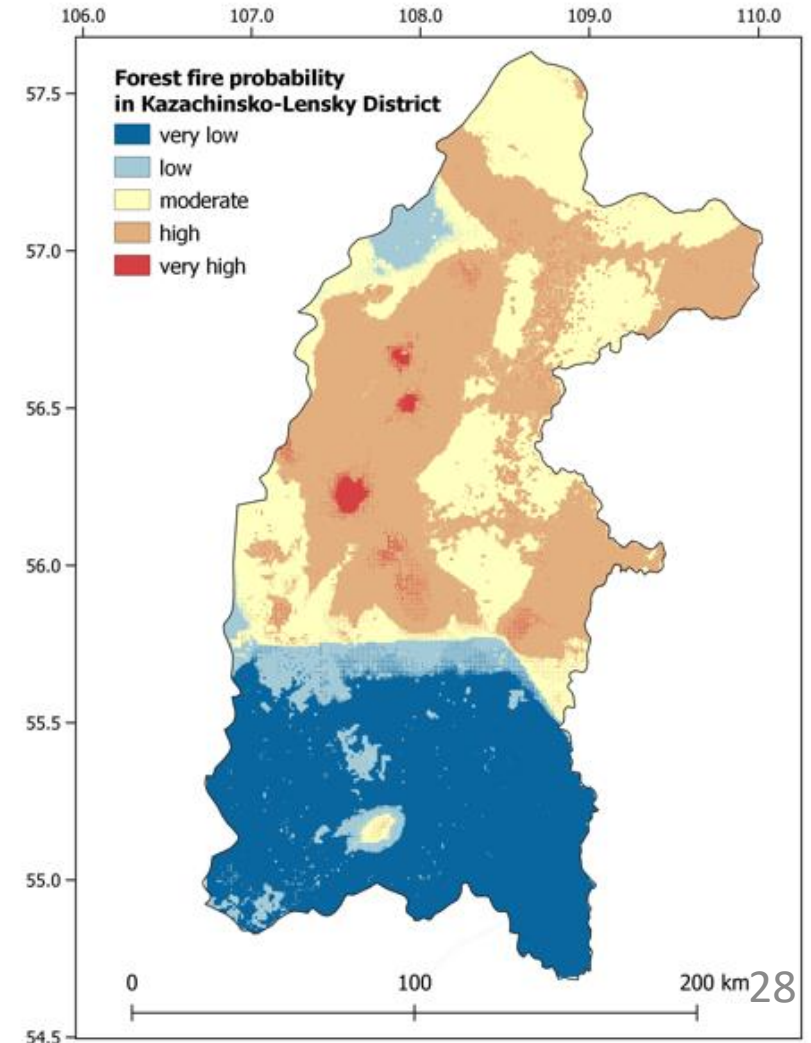 106.0 107.0 108.0 109.0 110.0
Forest fire probability
in Kazachinsko-Lensky District
very low
low
moderate
high
very high
57.5
57.0
56.5
56.0
55.5
55.0
54.5
0 100 200 km
28